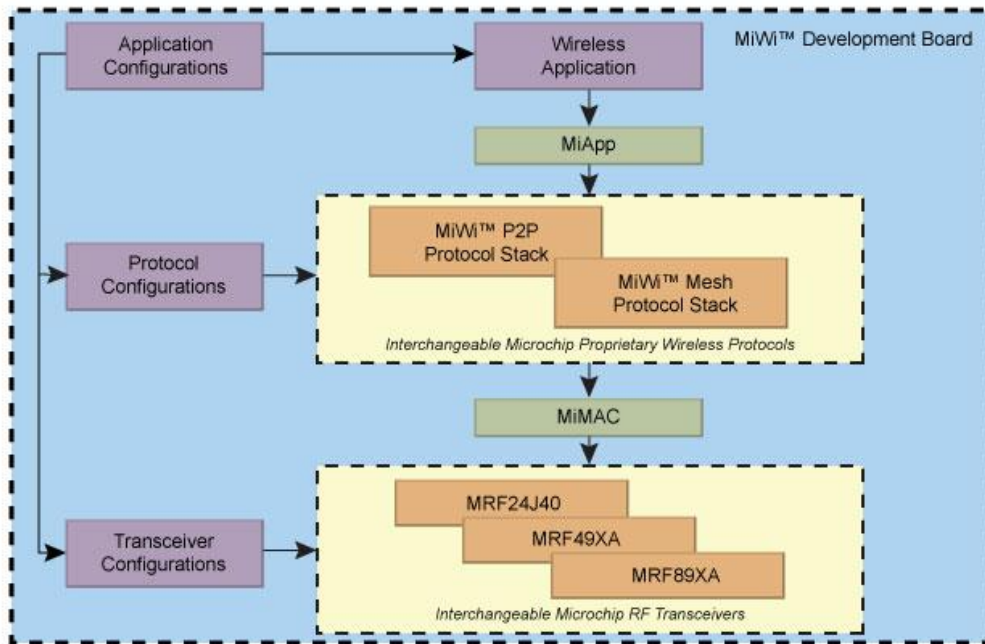 Application
Configurations
Wireless
Application
MiWi™ Development Board
MiApp
Protocol
Configurations
MiWi™ P2P
Protocol Stack
MiWi™ Mesh
Protocol Stack
Interchangeable Microchip Proprietary Wireless Protocols
MiMAC
Transceiver
Configurations
MRF24J40
MRF49XA
MRF89XA
Interchangeable Microchip RF Transceivers